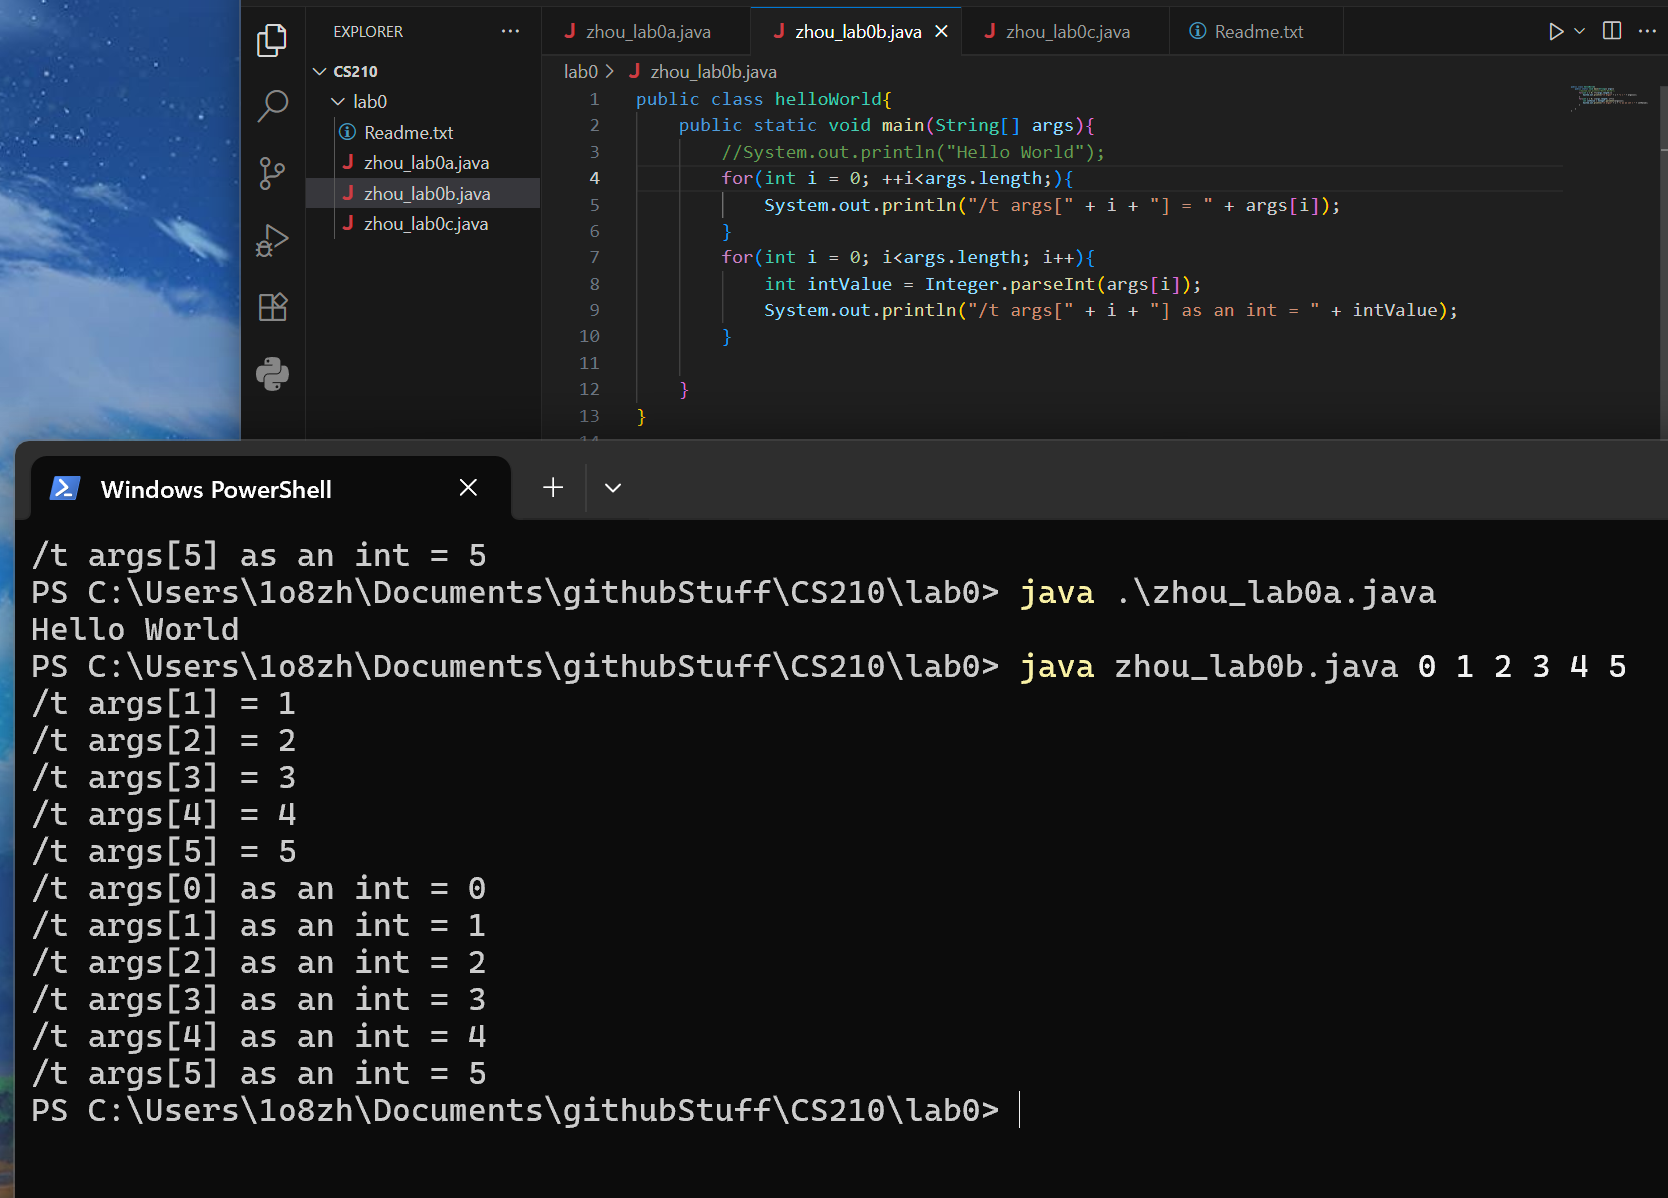 EXPLORER
CS210
lab0
Readme.txt
zhou_lab0a.java
zhou_lab0b.java
zhou_lab0c.java
zhou_lab0a.java zhou_lab0b.java zhou_lab0c.java Readme.txt
lab0 > zhou_lab0b.java
1 public class helloWorld{
2 public static void main(String[] args){
3 //System.out.println("Hello World");
4 for(int i = 0; ++i<args.length;){
5 System.out.println("/t args[" + i + "] = " + args[i]);
6 }
7 for(int i = 0; i<args.length; i++){
8 int intValue = Integer.parseInt(args[i]);
9 System.out.println("/t args[" + i + "] as an int = " + intValue);
10 }
11
12 }
13 }
Windows PowerShell
/t args[5] as an int = 5
PS C:\Users\1o8zh\Documents\githubStuff\CS210\lab0> java .\zhou_lab0a.java
Hello World
PS C:\Users\1o8zh\Documents\githubStuff\CS210\lab0> java zhou_lab0b.java 0 1 2 3 4 5
/t args[1] = 1
/t args[2] = 2
/t args[3] = 3
/t args[4] = 4
/t args[5] = 5
/t args[0] as an int = 0
/t args[1] as an int = 1
/t args[2] as an int = 2
/t args[3] as an int = 3
/t args[4] as an int = 4
/t args[5] as an int = 5
PS C:\Users\1o8zh\Documents\githubStuff\CS210\lab0>